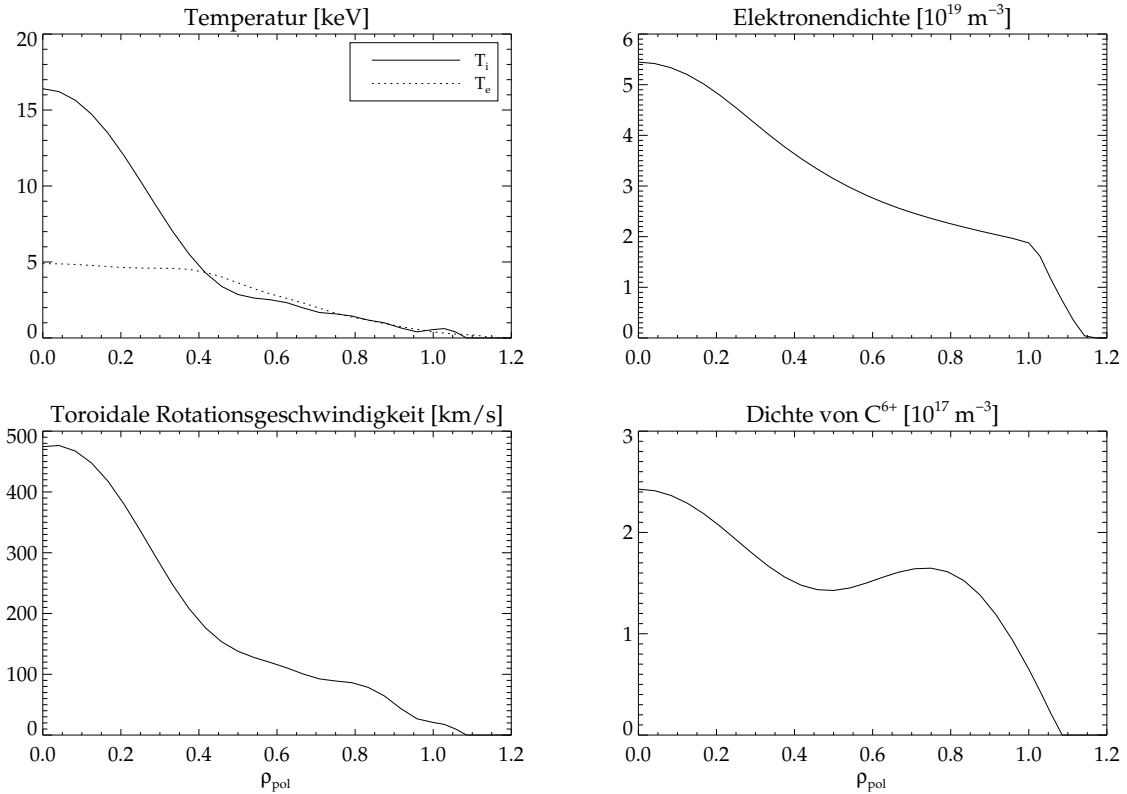 Temperatur [keV]
20
15
10
5
0
0.0 0.2 0.4 0.6 0.8 1.0 1.2
T_i
T_e
Elektronendichte [10^19 m^-3]
6
5
4
3
2
1
0
0.0 0.2 0.4 0.6 0.8 1.0 1.2
Toroidale Rotationsgeschwindigkeit [km/s]
500
400
300
200
100
0
0.0 0.2 0.4 0.6 0.8 1.0 1.2
ρ_pol
Dichte von C^6+ [10^17 m^-3]
3
2
1
0
0.0 0.2 0.4 0.6 0.8 1.0 1.2
ρ_pol